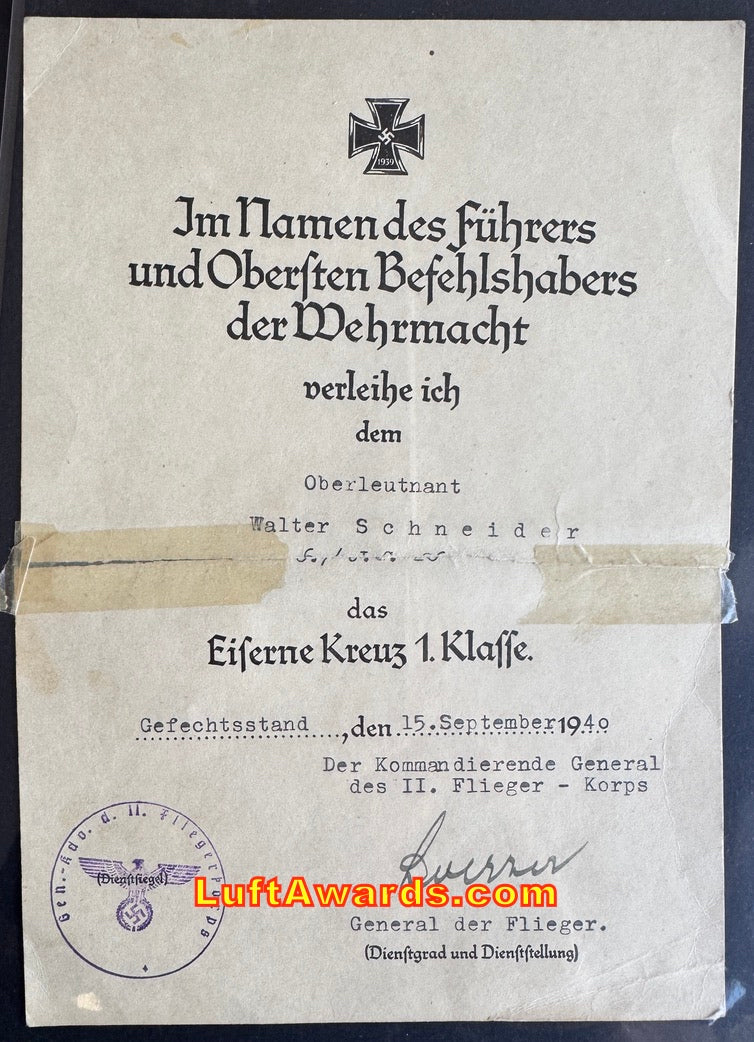 1939
Im Namen des Führers
und Oberſten Befehlshabers
der Wehrmacht
verleihe ich
dem
Oberleutnant
Walter S c h n e i d e r
das
Eiſerne Kreuz 1. Klaſſe.
Gefechtsstand, den 15.September 1940
Der Kommandierende General
des II. Flieger - Korps
LuftAwards.com
General der Flieger.
(Dienſtgrad und Dienſtſtellung)
Gen.-Kdo. d. II. Fliegerkorps
(Dienſtſiegel)